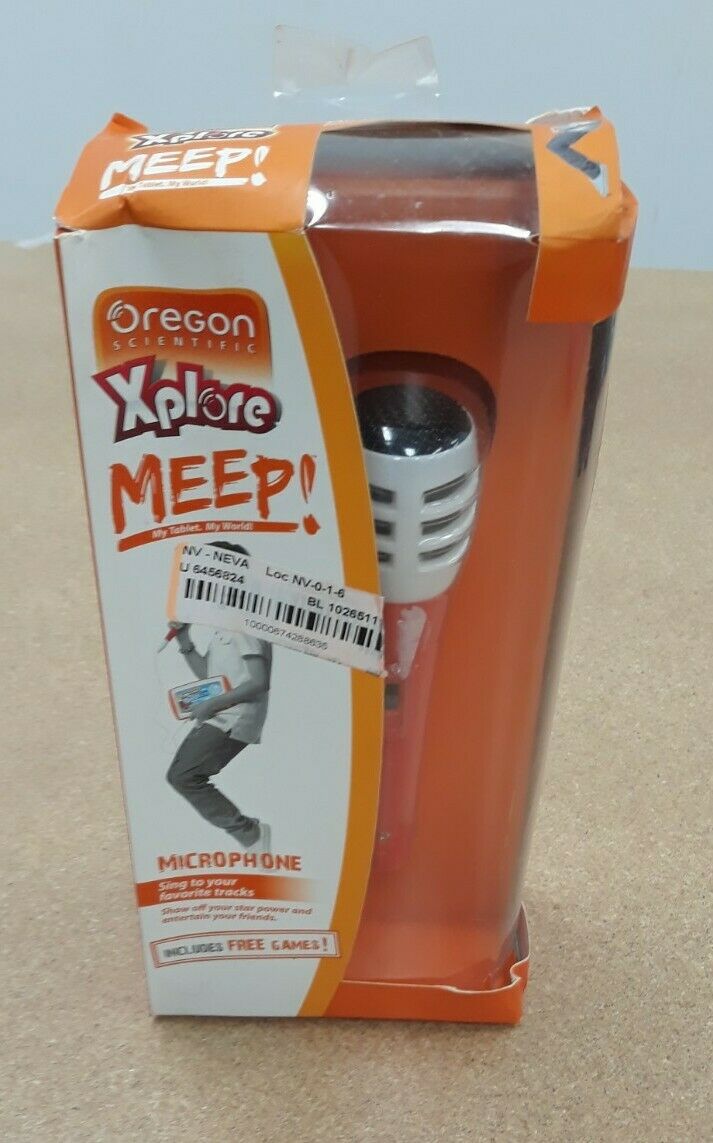 Xplore
MEEP!
My Tablet. My World!
Oregon
SCIENTIFIC
Xplore
MEEP!
My Tablet. My World!
NV - NEVA Loc NV-0-1-6
U 6456824 BL 1026511
10000674268635
MICROPHONE
Sing to your
favorite tracks
Show off your star power and
entertain your friends.
INCLUDES FREE GAMES!